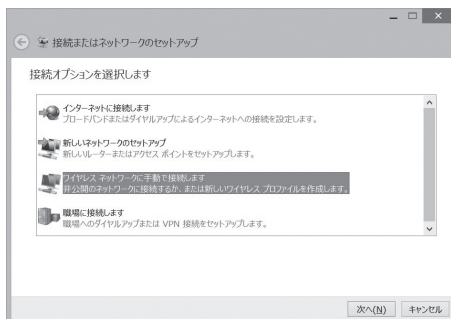 接続またはネットワークのセットアップ
接続オプションを選択します
インターネットに接続します
ブロードバンドまたはダイヤルアップによるインターネットへの接続を設定します。
新しいネットワークのセットアップ
新しいルーターまたはアクセス ポイントをセットアップします。
ワイヤレス ネットワークに手動で接続します
非公開のネットワークに接続するか、または新しいワイヤレス プロファイルを作成します。
職場に接続します
職場へのダイヤルアップまたは VPN 接続をセットアップします。
次へ(N) キャンセル